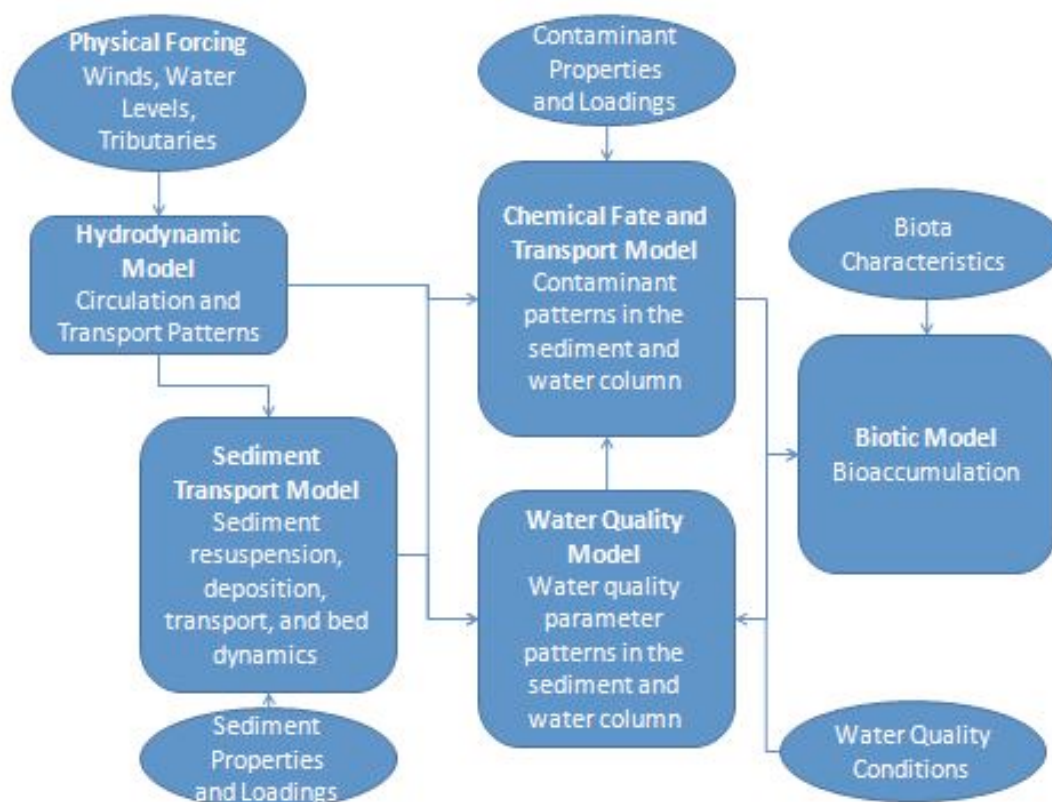 Physical Forcing
Winds, Water
Levels,
Tributaries
Contaminant
Properties
and Loadings
Hydrodynamic
Model
Circulation and
Transport Patterns
Chemical Fate and
Transport Model
Contaminant
patterns in the
sediment and
water column
Biota
Characteristics
Sediment
Transport Model
Sediment
resuspension,
deposition,
transport, and bed
dynamics
Water Quality
Model
Water quality
parameter
patterns in the
sediment and
water column
Biotic Model
Bioaccumulation
Sediment
Properties
and Loadings
Water Quality
Conditions